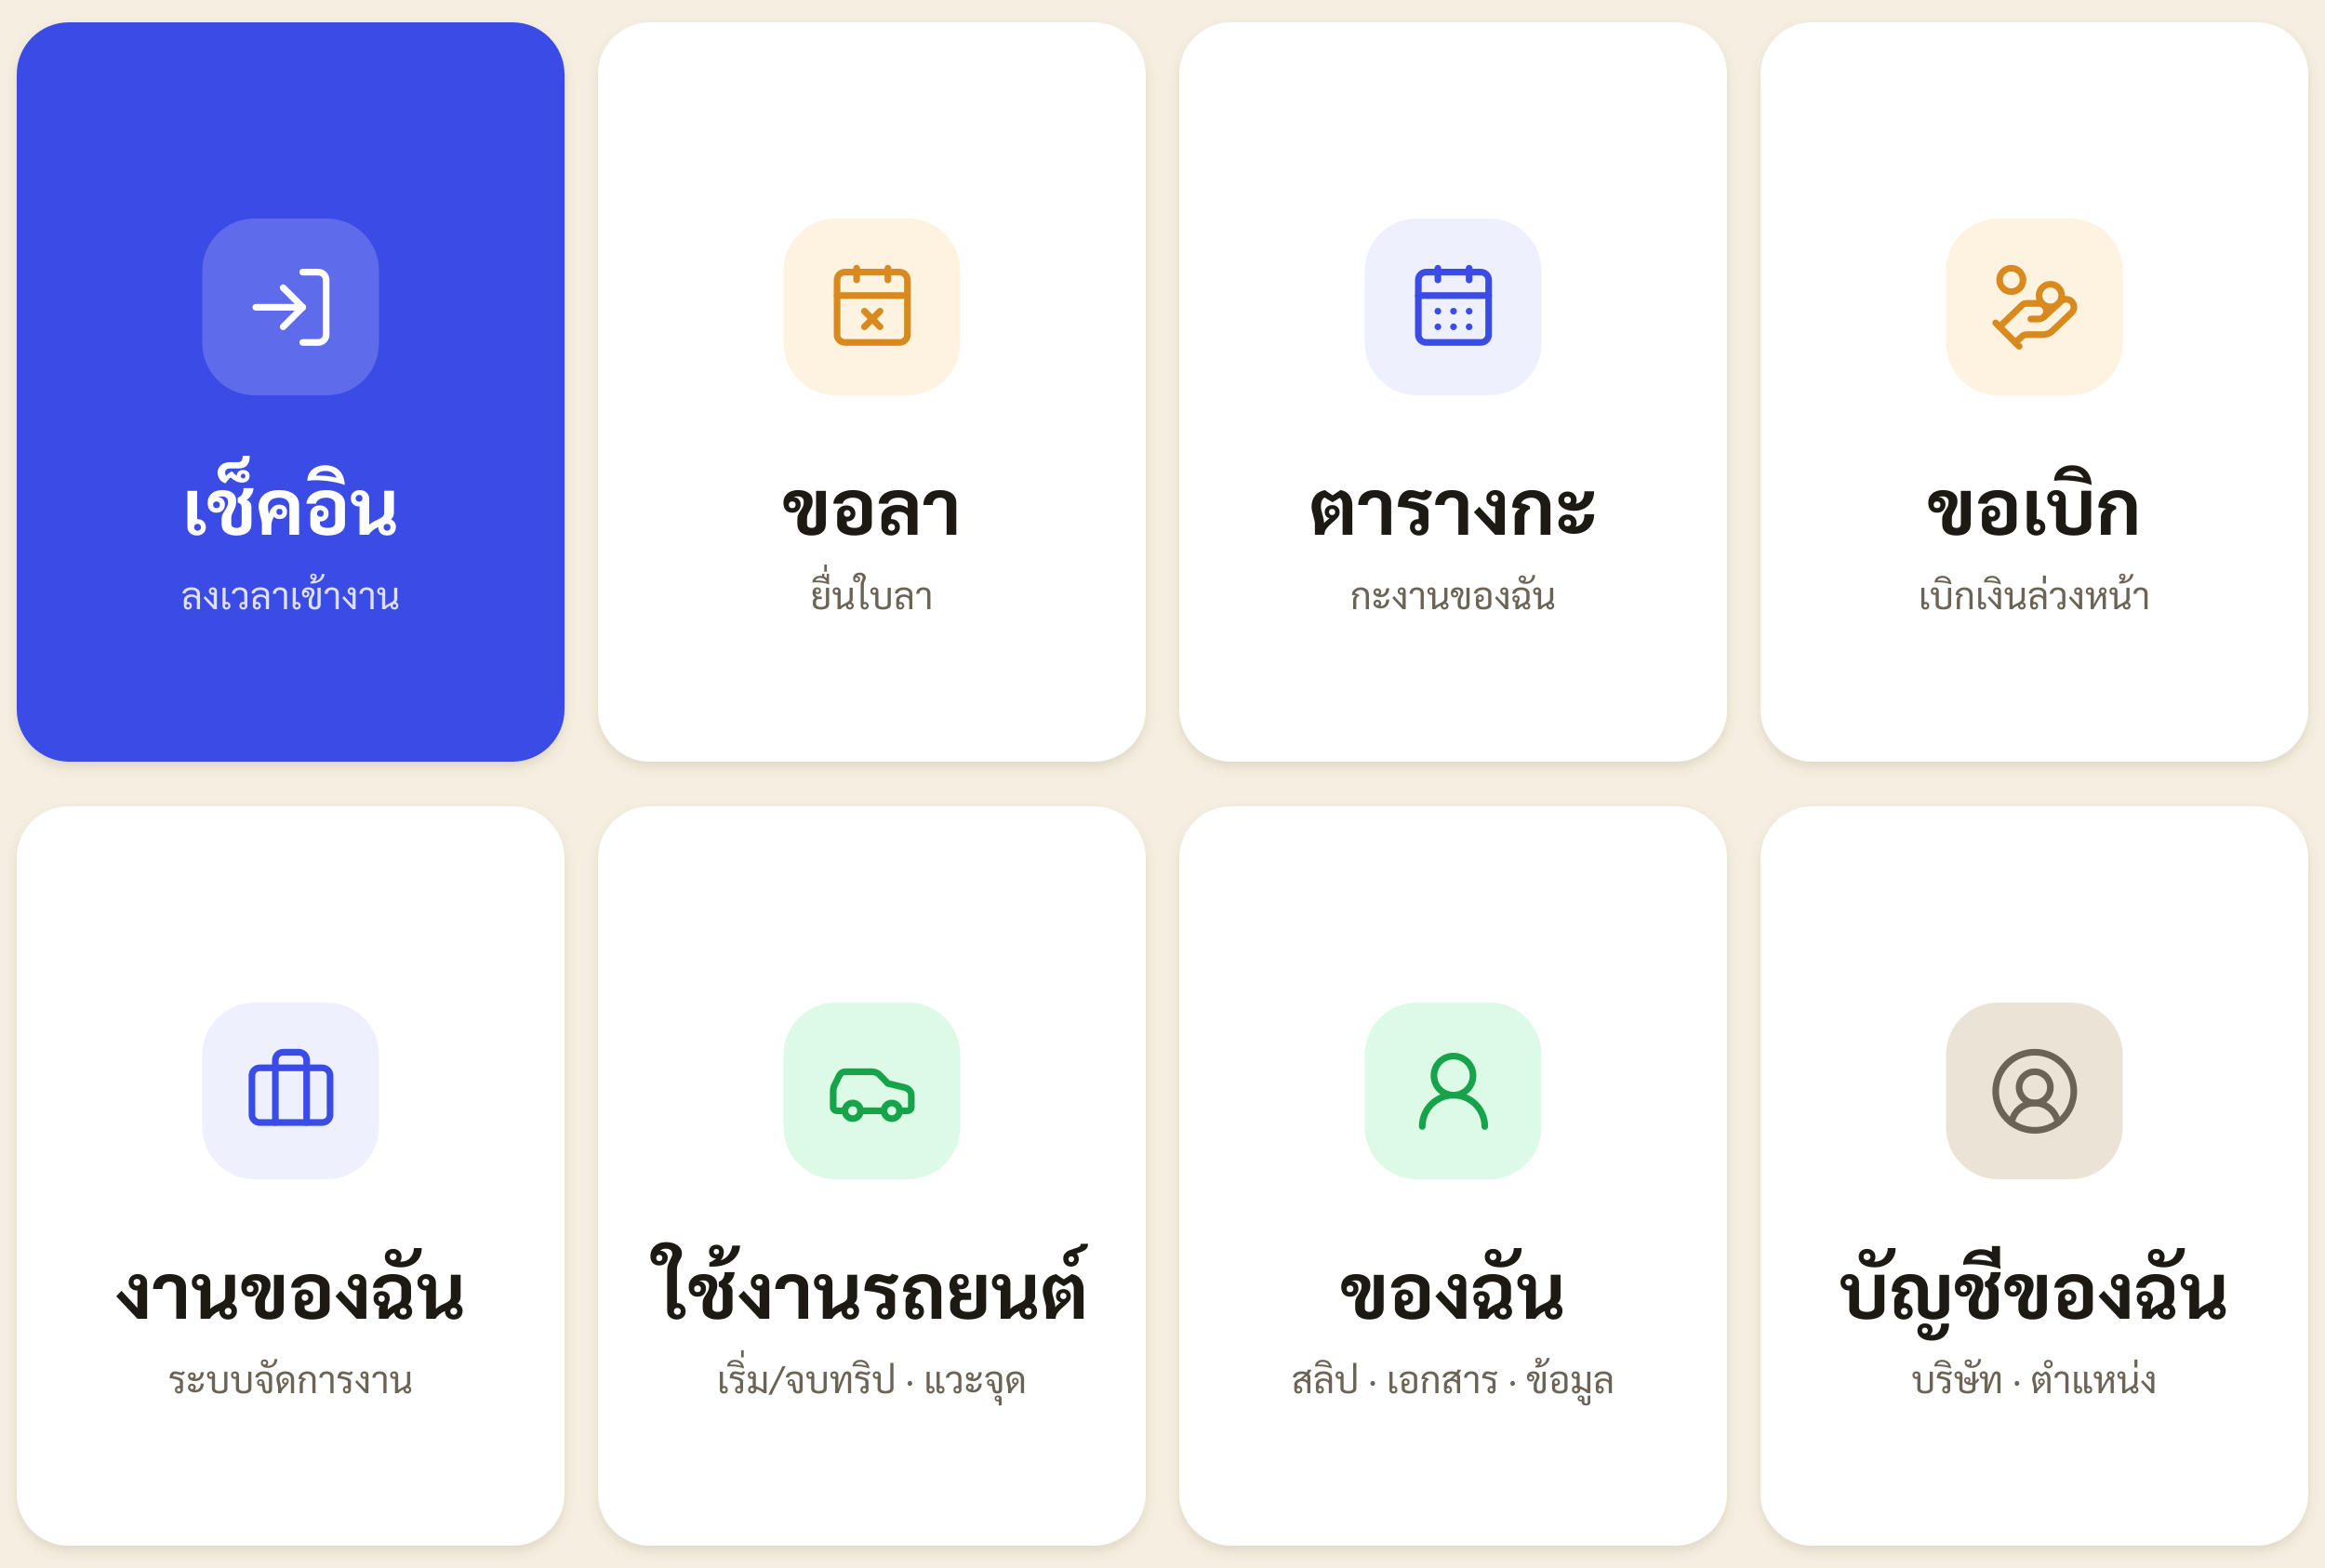 เช็คอิน
ลงเวลาเข้างาน
ขอลา
ยื่นใบลา
ตารางกะ
กะงานของฉัน
ขอเบิก
เบิกเงินล่วงหน้า
งานของฉัน
ระบบจัดการงาน
ใช้งานรถยนต์
เริ่ม/จบทริป · แวะจุด
ของฉัน
สลิป · เอกสาร · ข้อมูล
บัญชีของฉัน
บริษัท · ตำแหน่ง